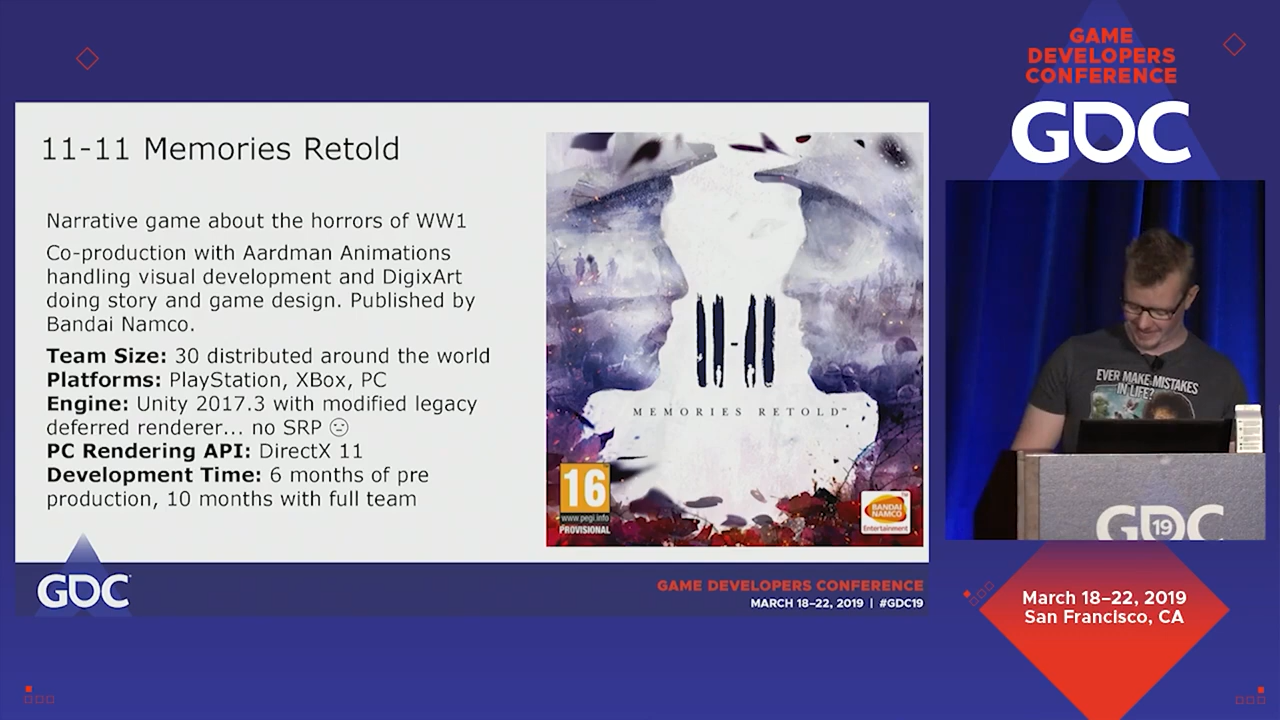 GAME
DEVELOPERS
CONFERENCE
GDC
11-11 Memories Retold
Narrative game about the horrors of WW1
Co-production with Aardman Animations
handling visual development and DigixArt
doing story and game design. Published by
Bandai Namco.
Team Size: 30 distributed around the world
Platforms: PlayStation, XBox, PC
Engine: Unity 2017.3 with modified legacy
deferred renderer... no SRP ☹
PC Rendering API: DirectX 11
Development Time: 6 months of pre
production, 10 months with full team
11-11
MEMORIES RETOLD™
16
www.pegi.info
PROVISIONAL
BANDAI
NAMCO
Entertainment
EVER MAKE MISTAKES
IN LIFE?
GDC 19
GDC
GAME DEVELOPERS CONFERENCE
MARCH 18–22, 2019 | #GDC19
March 18–22, 2019
San Francisco, CA